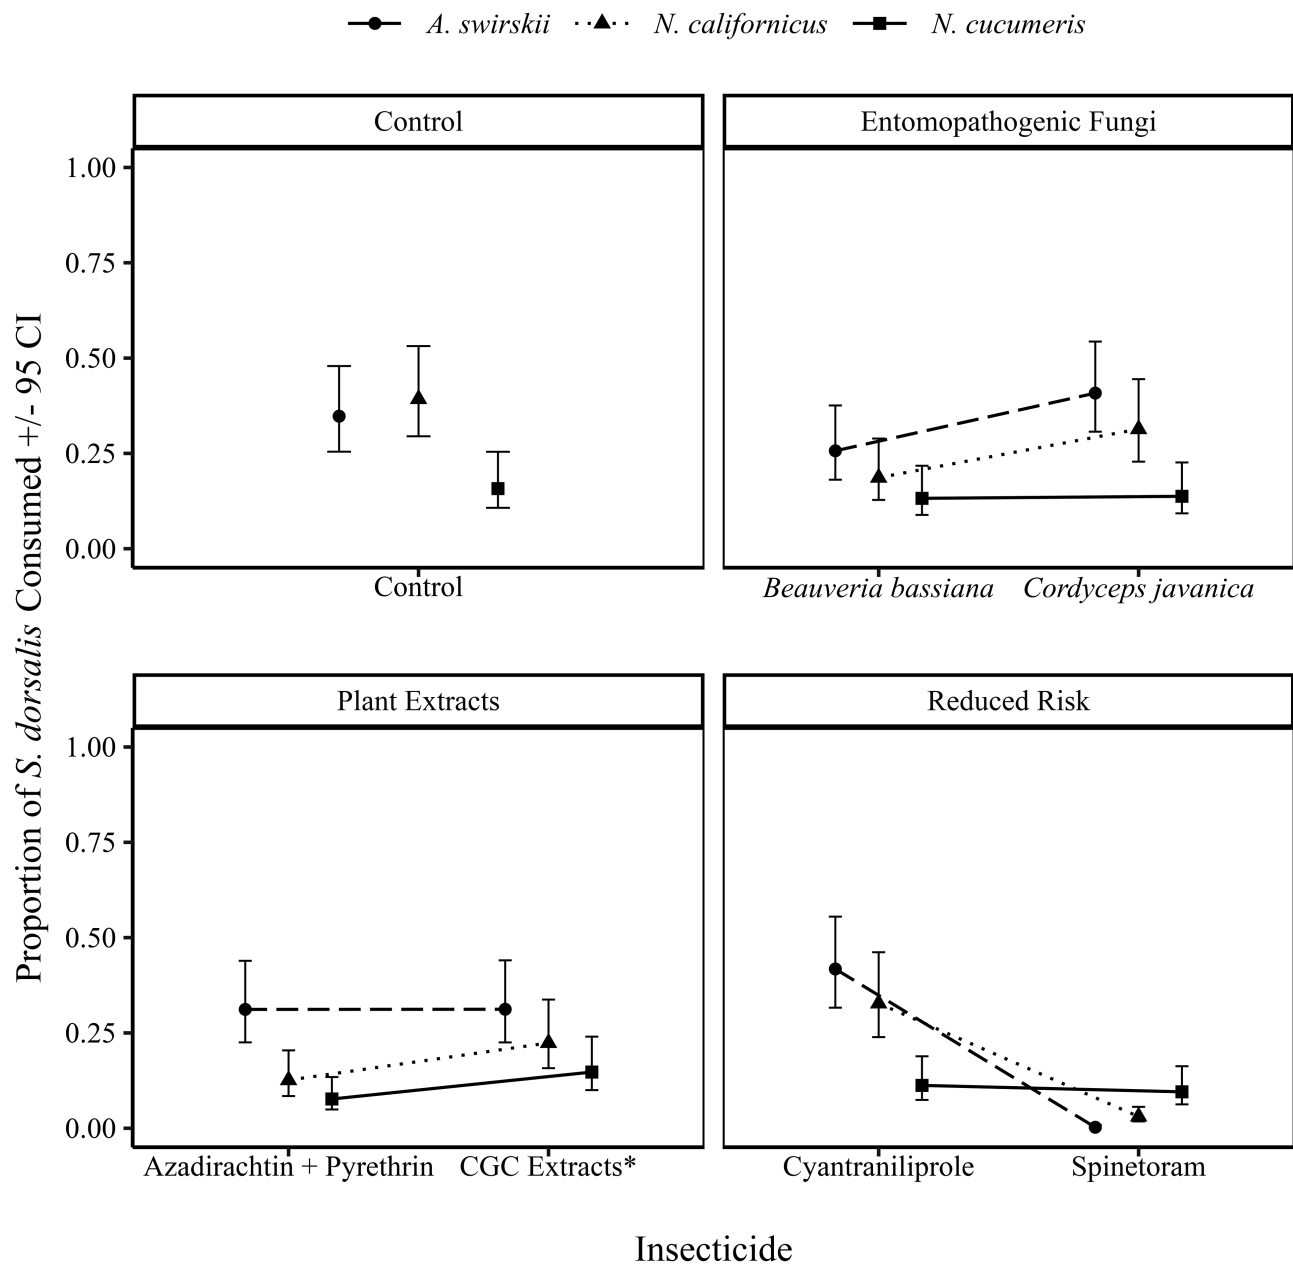 A. swirskii N. californicus N. cucumeris
Control
Entomopathogenic Fungi
1.00
0.75
0.50
0.25
0.00
Control
Beauveria bassiana Cordyceps javanica
Proportion of S. dorsalis Consumed +/- 95 CI
Plant Extracts
Reduced Risk
1.00
0.75
0.50
0.25
0.00
Azadirachtin + Pyrethrin CGC Extracts*
Cyantraniliprole Spinetoram
Insecticide